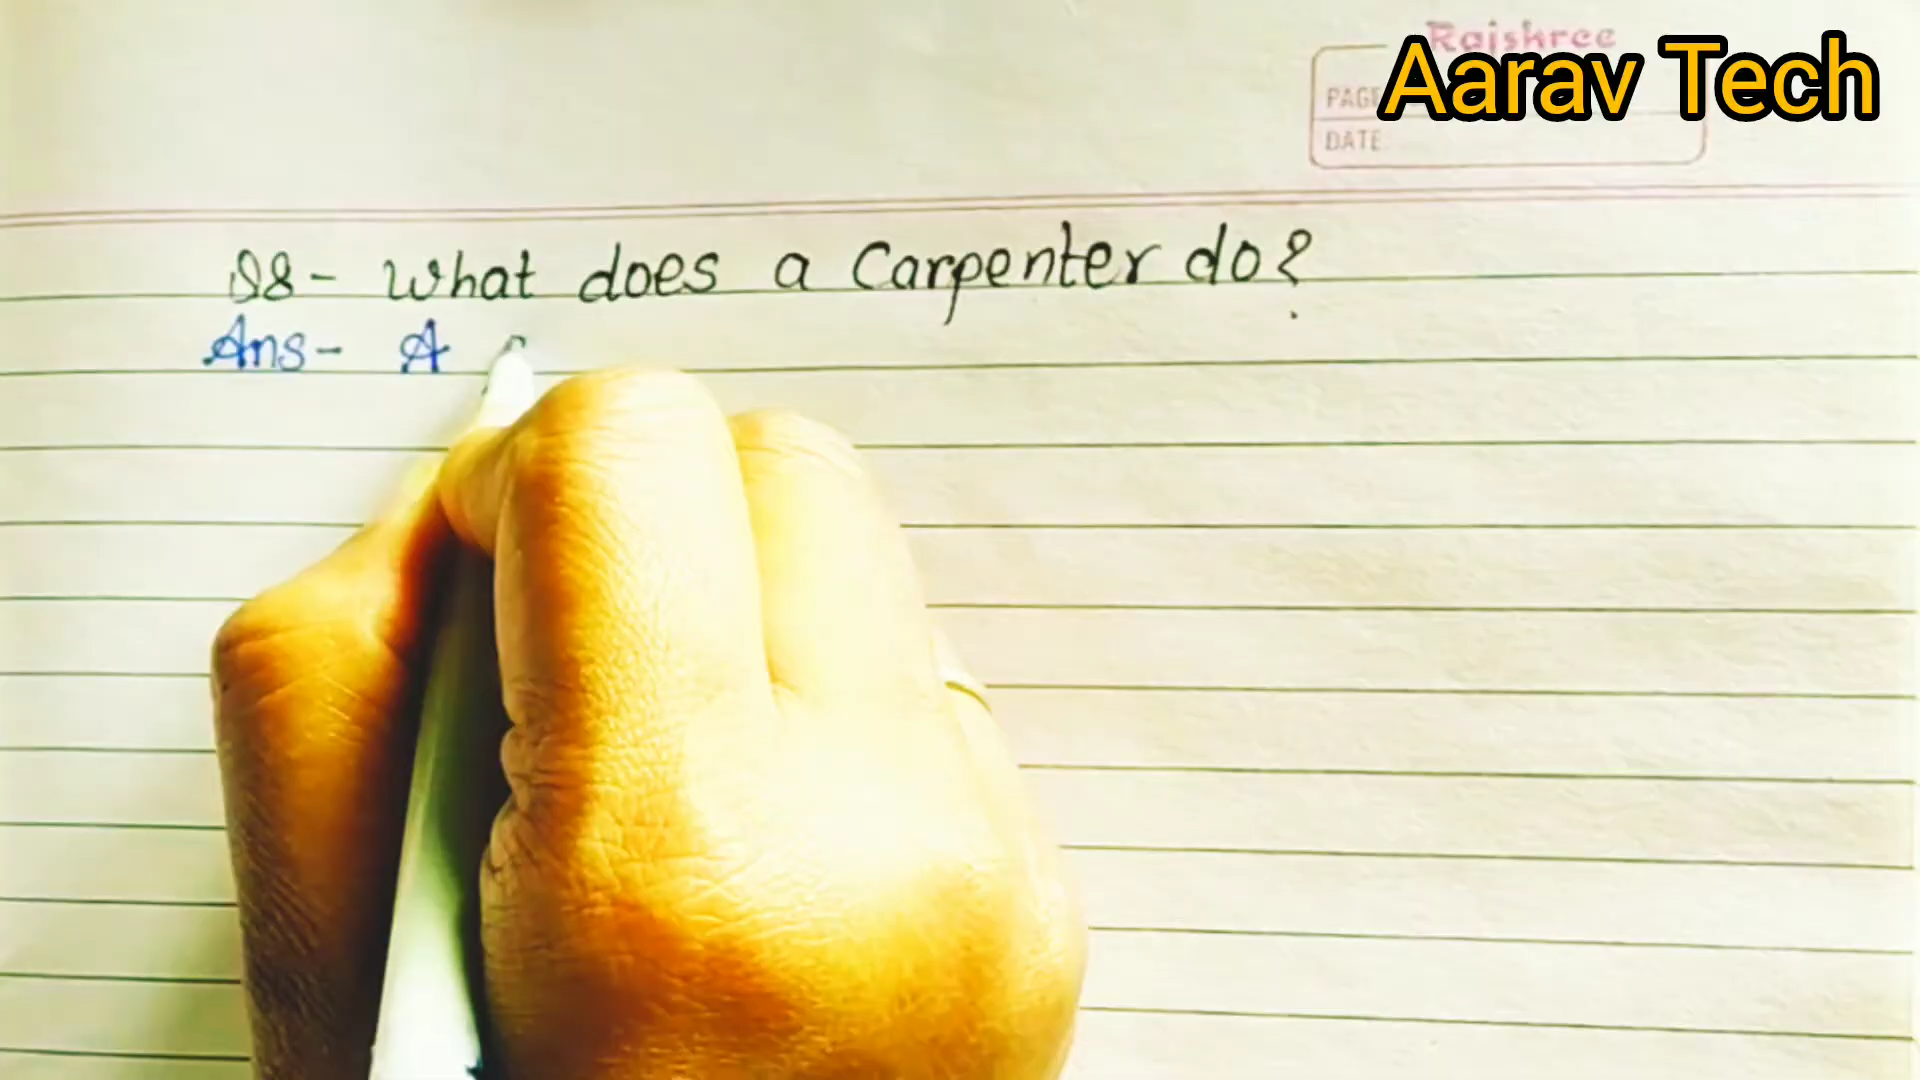 Rajshree
Aarav Tech
PAGE
DATE
Q8- What does a Carpenter do?
Ans- A